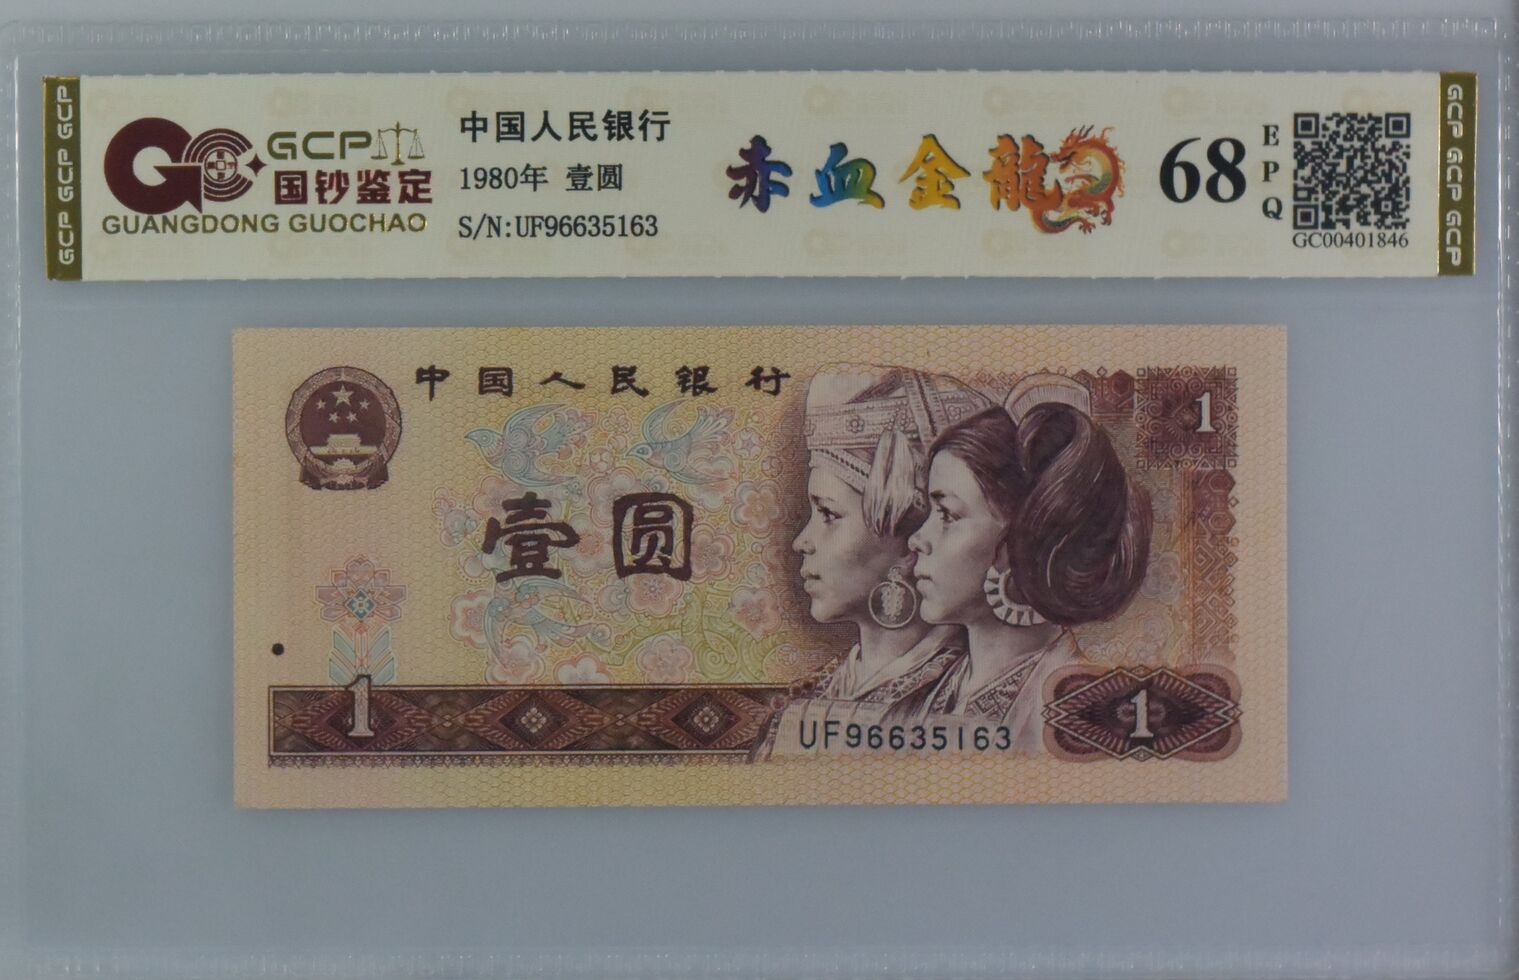 GCP GCP GCP
GCP
国钞鉴定
GUANGDONG GUOCHAO
中国人民银行
1980年 壹圆
S/N:UF96635163
赤血金龍
68
EPQ
GC00401846
GCP GCP GCP
中国人民银行
1
壹圆
1
UF96635163
1